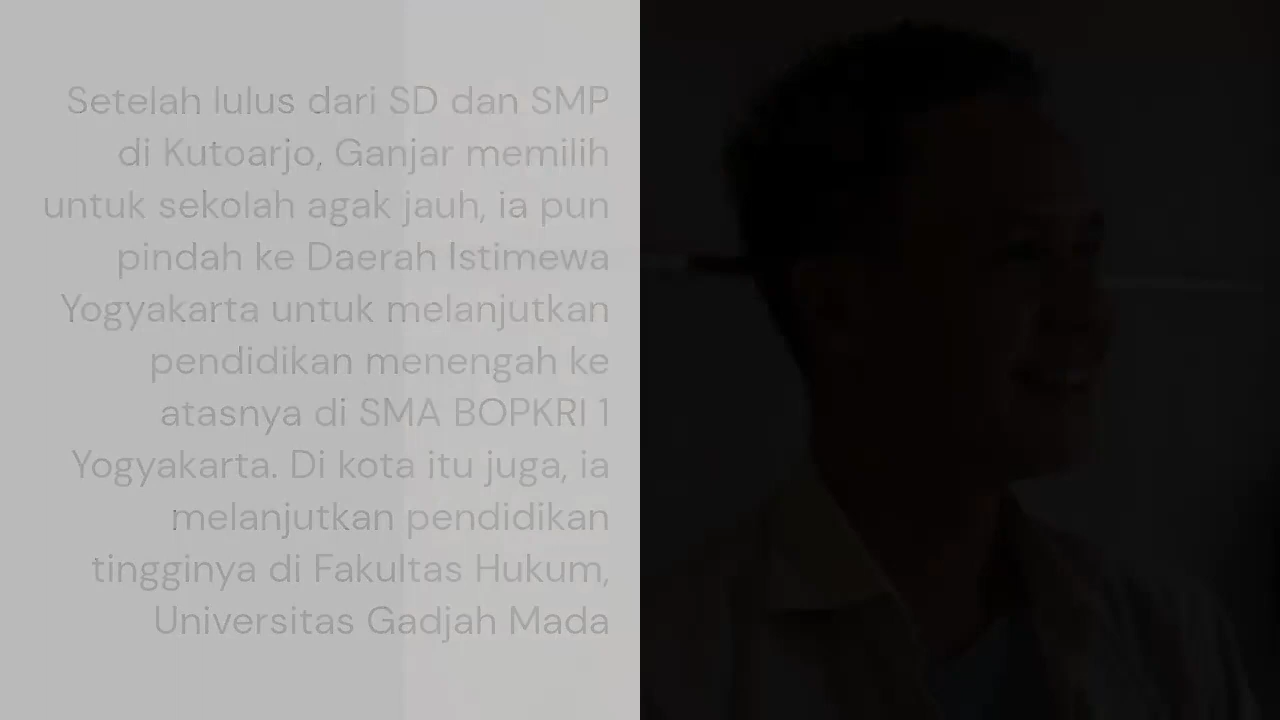 Setelah lulus dari SD dan SMP
di Kutoarjo, Ganjar memilih
untuk sekolah agak jauh, ia pun
pindah ke Daerah Istimewa
Yogyakarta untuk melanjutkan
pendidikan menengah ke
atasnya di SMA BOPKRI 1
Yogyakarta. Di kota itu juga, ia
melanjutkan pendidikan
tingginya di Fakultas Hukum,
Universitas Gadjah Mada